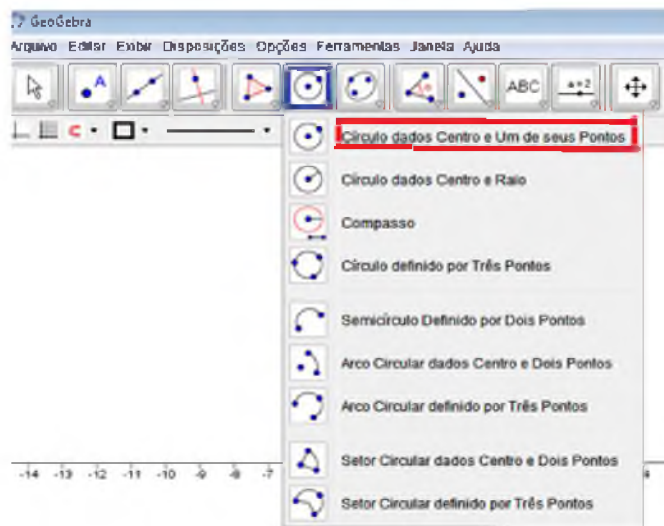 GeoGebra
Arquivo Editar Exibir Disposições Opções Ferramentas Janela Ajuda
A ABC a=2
Círculo dados Centro e Um de seus Pontos
Círculo dados Centro e Raio
Compasso
Círculo definido por Três Pontos
Semicírculo Definido por Dois Pontos
Arco Circular dados Centro e Dois Pontos
Arco Circular definido por Três Pontos
Setor Circular dados Centro e Dois Pontos
-14 -13 -12 -11 -10 -9 -8 -7
Setor Circular definido por Três Pontos